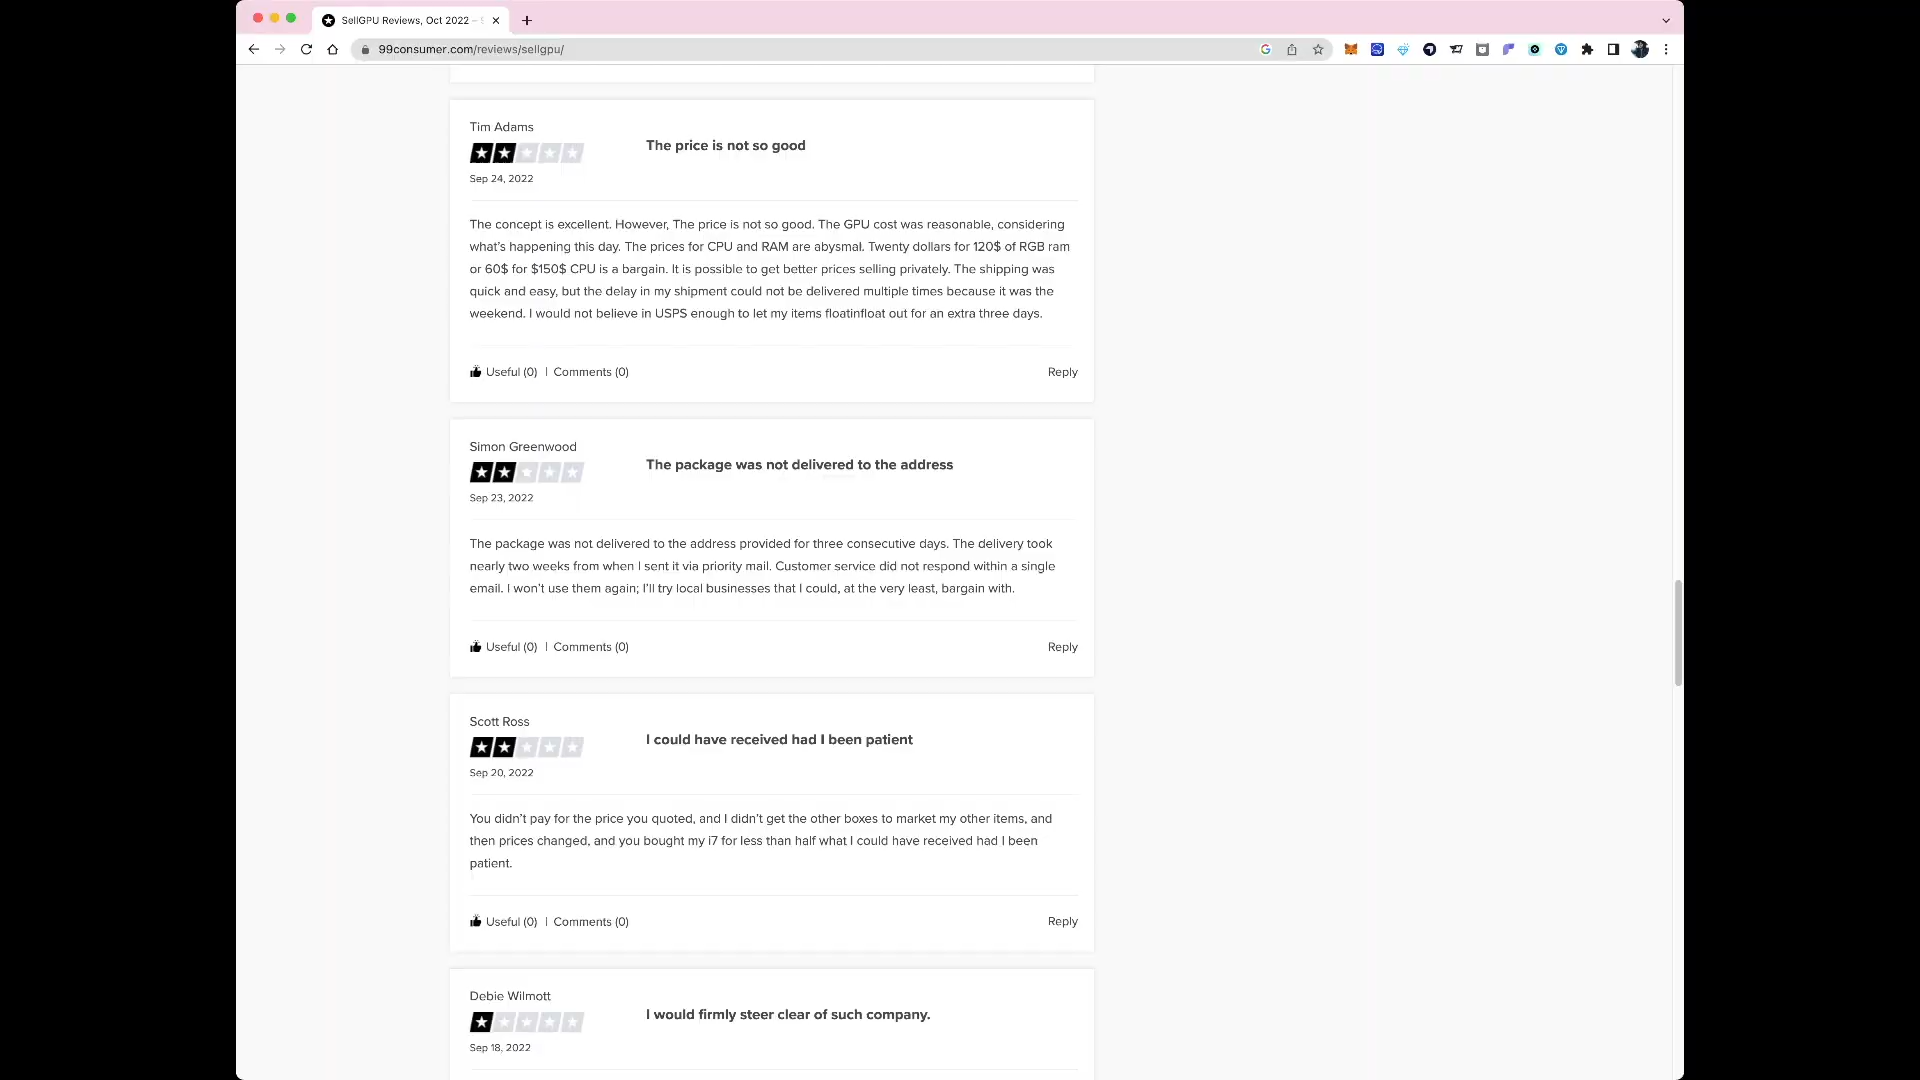 SellGPU Reviews, Oct 2022 –
99consumer.com/reviews/sellgpu/
Tim Adams
The price is not so good
Sep 24, 2022
The concept is excellent. However, The price is not so good. The GPU cost was reasonable, considering
what's happening this day. The prices for CPU and RAM are abysmal. Twenty dollars for 120$ of RGB ram
or 60$ for $150$ CPU is a bargain. It is possible to get better prices selling privately. The shipping was
quick and easy, but the delay in my shipment could not be delivered multiple times because it was the
weekend. I would not believe in USPS enough to let my items floatinfloat out for an extra three days.
Useful (0) | Comments (0) Reply
Simon Greenwood
The package was not delivered to the address
Sep 23, 2022
The package was not delivered to the address provided for three consecutive days. The delivery took
nearly two weeks from when I sent it via priority mail. Customer service did not respond within a single
email. I won't use them again; I'll try local businesses that I could, at the very least, bargain with.
Useful (0) | Comments (0) Reply
Scott Ross
I could have received had I been patient
Sep 20, 2022
You didn't pay for the price you quoted, and I didn't get the other boxes to market my other items, and
then prices changed, and you bought my i7 for less than half what I could have received had I been
patient.
Useful (0) | Comments (0) Reply
Debie Wilmott
I would firmly steer clear of such company.
Sep 18, 2022